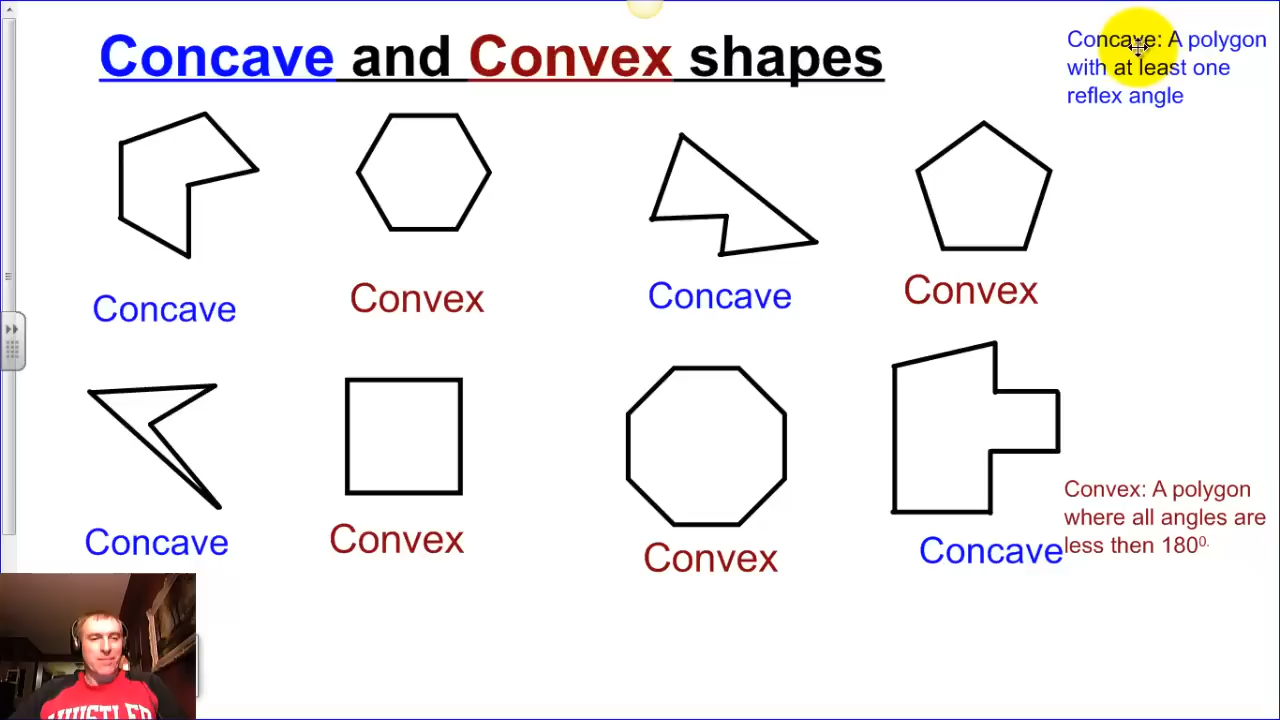 Concave and Convex shapes
Concave: A polygon
with at least one
reflex angle
Concave
Convex
Concave
Convex
Concave
Convex
Convex
Concave
Convex: A polygon
where all angles are
less then 180⁰.
WHISTLER